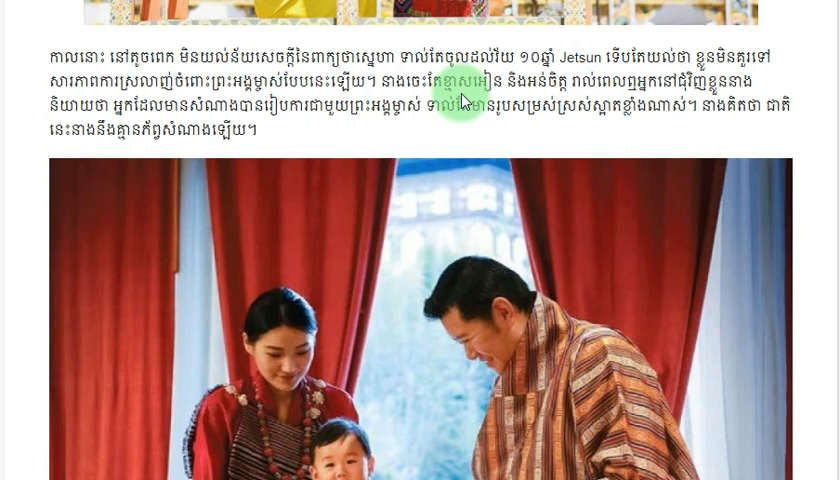 កាលនោះ នៅតូចពេក មិនយល់ន័យសេចក្តីនៃពាក្យថាស្នេហា ទាល់តែចូលដល់វ័យ ១០ឆ្នាំ Jetsun ទើបតែយល់ថា ខ្លួនមិនគួរទៅ
សារភាពការស្រលាញ់ចំពោះព្រះអង្គម្ចាស់បែបនេះឡើយ។ នាងចេះតែខ្មាសអៀន និងអន់ចិត្ត រាល់ពេលឮអ្នកនៅជុំវិញខ្លួននាង
និយាយថា អ្នកដែលមានសំណាងបានរៀបការជាមួយព្រះអង្គម្ចាស់ ទាល់តែមានរូបសម្រស់ស្រស់ស្អាតខ្លាំងណាស់។ នាងគិតថា ជាតិ
នេះនាងនឹងគ្មានភ័ព្វសំណាងឡើយ។